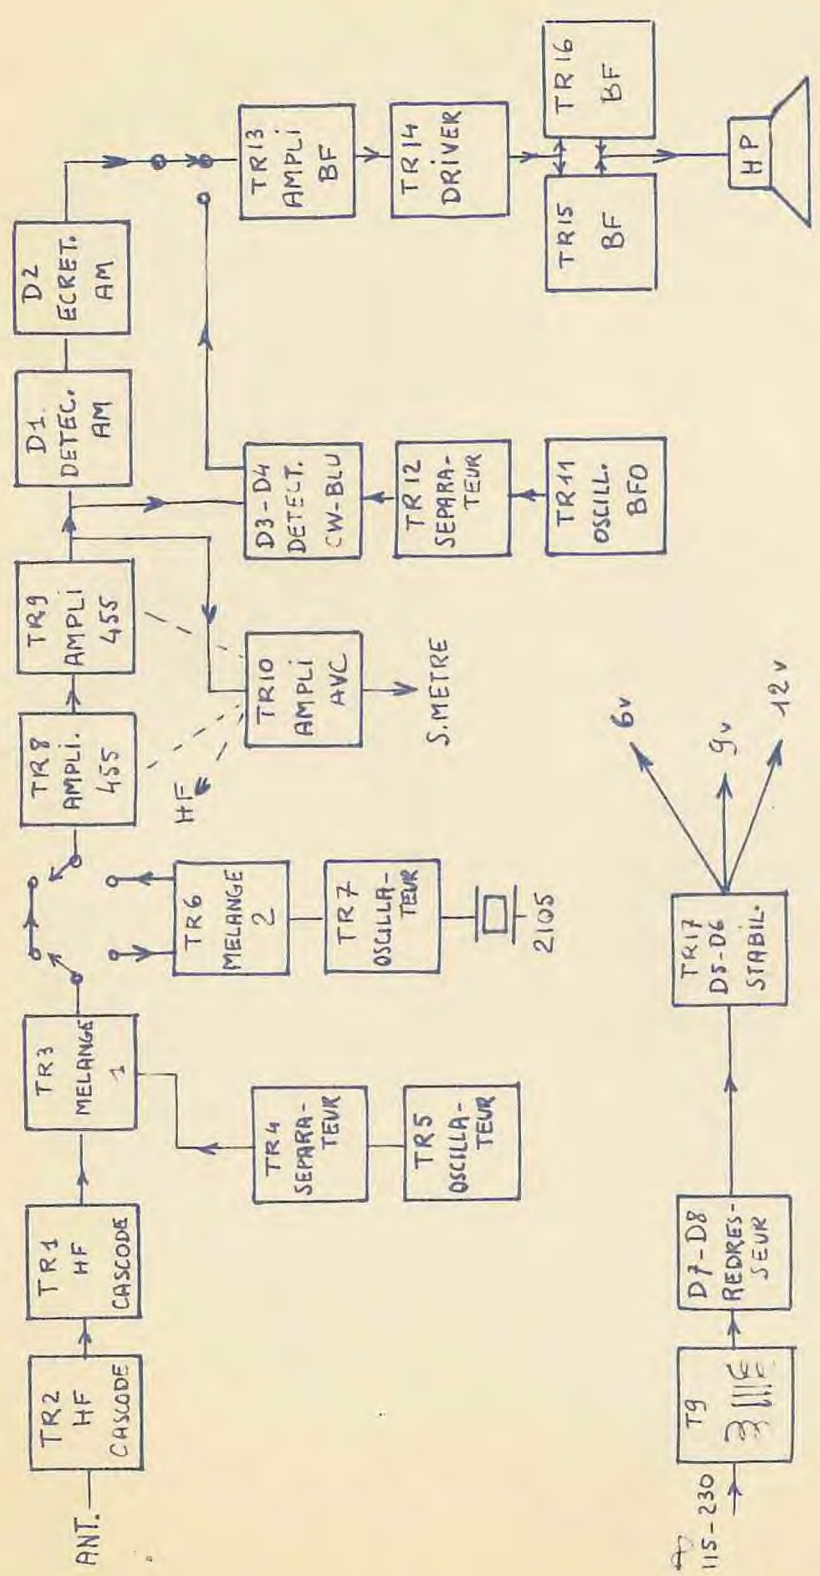 ANT.
TR2
HF
CASCODE
TR1
HF
CASCODE
TR3
MELANGE
1
TR8
AMPLI.
455
TR9
AMPLI
455
D1.
DETEC.
AM
D2
ECRET.
AM
TR4
SEPARA-
TEUR
TR5
OSCILLA-
TEUR
TR6
MELANGE
2
TR7
OSCILLA-
TEUR
2105
HF
TR10
AMPLI
AVC
S.METRE
D3-D4
DETECT.
CW-BLU
TR12
SEPARA-
TEUR
TR11
OSCILL.
BFO
TR13
AMPLI
BF
TR14
DRIVER
TR15
BF
TR16
BF
HP
115-230
T9
D7-D8
REDRES-
SEUR
TR17
D5-D6
STABIL.
6v
9v
12v